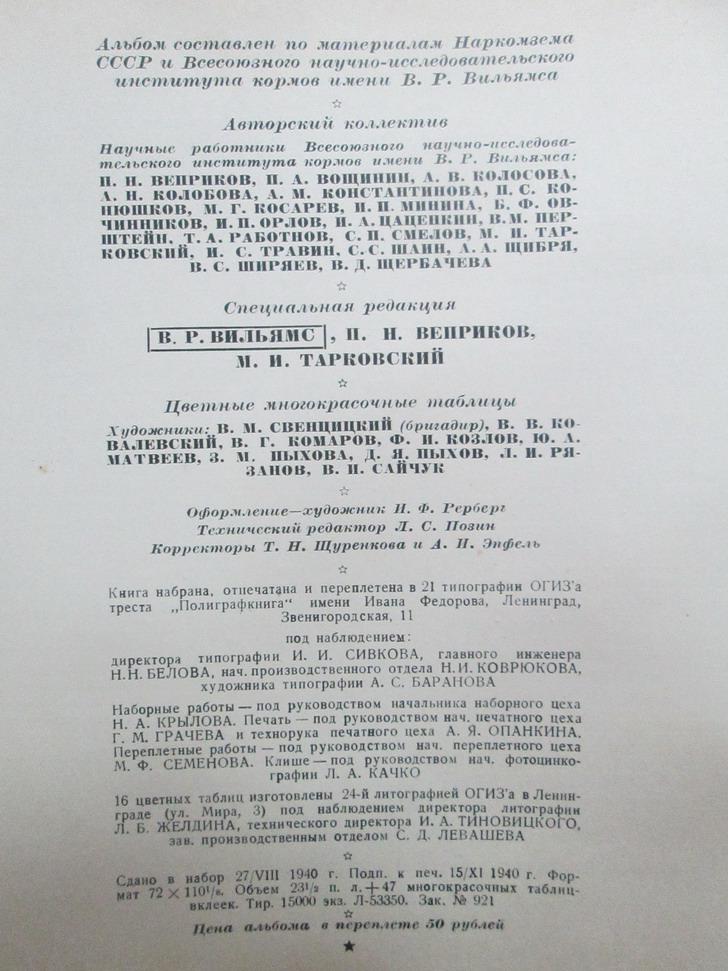 Альбом составлен по материалам Наркомзема
СССР и Всесоюзного научно-исследовательского
института кормов имени В. Р. Вильямса
Авторский коллектив
Научные работники Всесоюзного научно-исследова-
тельского института кормов имени В. Р. Вильямса:
П. Н. ВЕПРИКОВ, П. А. ВОЩИНИН, А. В. КОЛОСОВА,
А. Н. КОЛОБОВА, А. М. КОНСТАНТИНОВА, П. С. КО-
НЮШКОВ, М. Г. КОСАРЕВ, И. П. МИНИНА, Б. Ф. ОВ-
ЧИННИКОВ, И. П. ОРЛОВ, И. А. ЦАЦЕНКИН, В. М. ПЕР-
ШТЕЙН, Т. А. РАБОТНОВ, С. П. СМЕЛОВ, М. И. ТАР-
КОВСКИЙ, И. С. ТРАВИН, С. С. ШАИН, А. А. ЩИБРЯ,
В. С. ШИРЯЕВ, В. Д. ЩЕРБАЧЕВА
Специальная редакция
В. Р. ВИЛЬЯМС, П. Н. ВЕПРИКОВ,
М. И. ТАРКОВСКИЙ
Цветные многокрасочные таблицы
Художники: В. М. СВЕНЦИЦКИЙ (бригадир), В. В. КО-
ВАЛЕВСКИЙ, В. Г. КОМАРОВ, Ф. И. КОЗЛОВ, Ю. А.
МАТВЕЕВ, З. М. ПЫХОВА, Д. Я. ПЫХОВ, Л. И. РЯ-
ЗАНОВ, В. И. САЙЧУК
Оформление—художник И. Ф. Рерберг
Технический редактор Л. С. Позин
Корректоры Т. Н. Щуренкова и А. И. Энфель
Книга набрана, отпечатана и переплетена в 21 типографии ОГИЗ'а
треста „Полиграфкнига“ имени Ивана Федорова, Ленинград,
Звенигородская, 11
под наблюдением:
директора типографии И. И. СИВКОВА, главного инженера
Н. Н. БЕЛОВА, нач. производственного отдела Н. И. КОВРЮКОВА,
художника типографии А. С. БАРАНОВА
Наборные работы — под руководством начальника наборного цеха
Н. А. КРЫЛОВА. Печать — под руководством нач. печатного цеха
Г. М. ГРАЧЕВА и технорука печатного цеха А. Я. ОПАНКИНА.
Переплетные работы — под руководством нач. переплетного цеха
М. Ф. СЕМЕНОВА. Клише — под руководством нач. фотоцинко-
графии Л. А. КАЧКО
16 цветных таблиц изготовлены 24-й литографией ОГИЗ'а в Ленин-
граде (ул. Мира, 3) под наблюдением директора литографии
Л. Б. ЖЕЛДИНА, технического директора И. А. ТИНОВИЦКОГО,
зав. производственным отделом С. Д. ЛЕВАШЕВА
Сдано в набор 27/VIII 1940 г. Подп. к печ. 15/XI 1940 г. Фор-
мат 72 × 110¹/₈. Объем 23¹/₂ п. л. + 47 многокрасочных таблиц-
вклеек. Тир. 15000 экз. Л-53350. Зак. № 921
Цена альбома в переплете 50 рублей